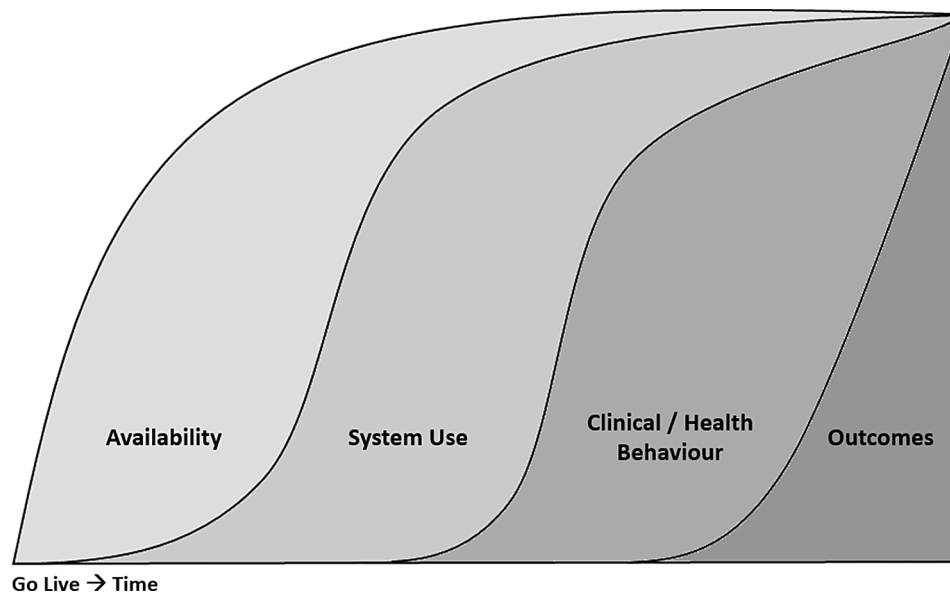 Availability
System Use
Clinical / Health
Behaviour
Outcomes
Go Live → Time